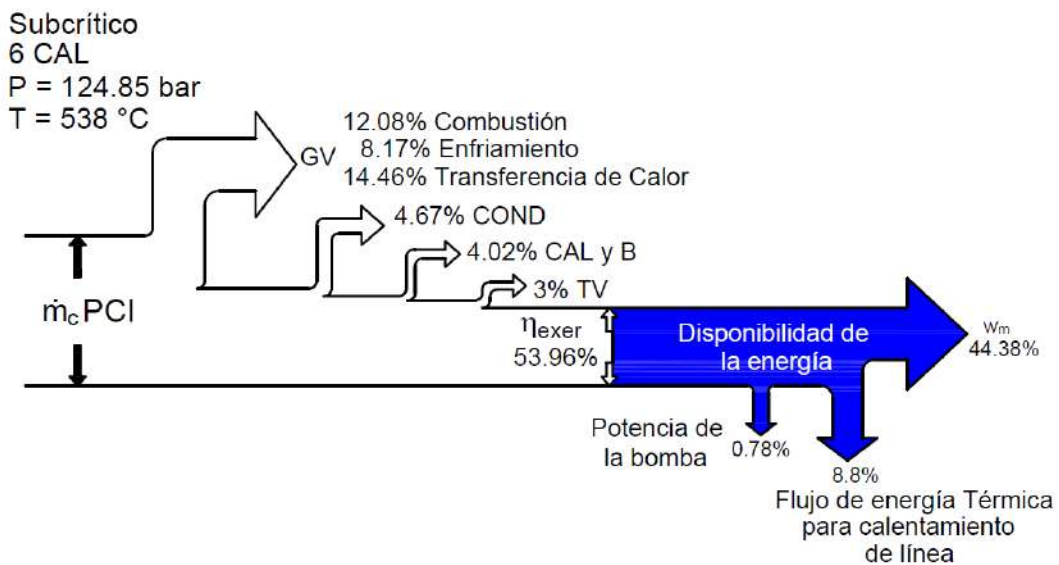 Subcrítico
6 CAL
P = 124.85 bar
T = 538 °C
GV
12.08% Combustión
8.17% Enfriamiento
14.46% Transferencia de Calor
4.67% COND
4.02% CAL y B
3% TV
ṁc PCI
ηexer
53.96%
Disponibilidad de
la energía
Wm
44.38%
Potencia de
la bomba
0.78%
8.8%
Flujo de energía Térmica
para calentamiento
de línea